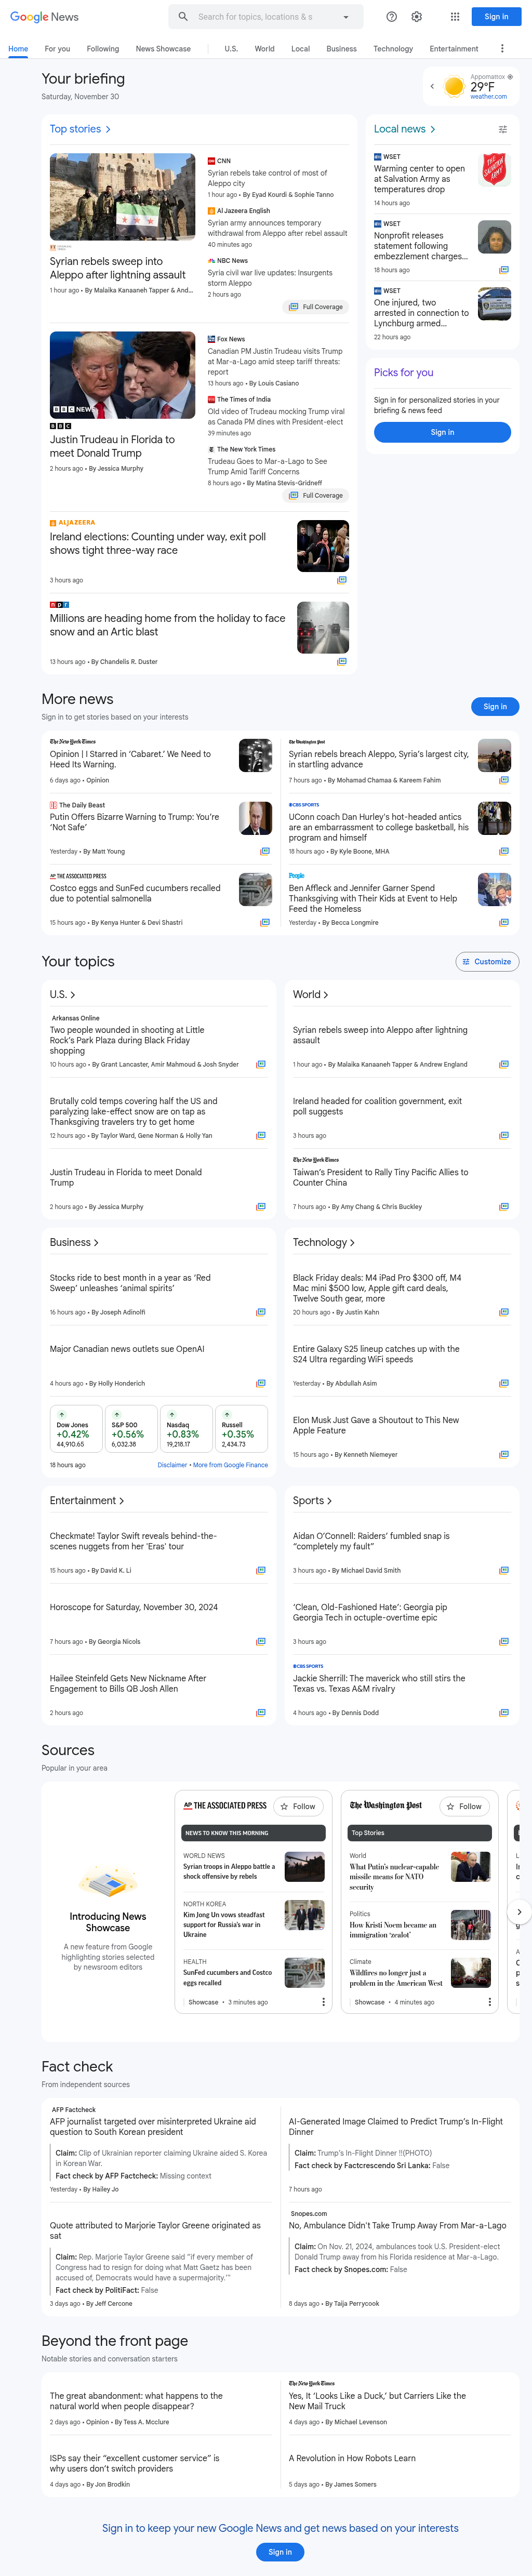 Google News
Search for topics, locations & s
Sign in
Home
For you
Following
News Showcase
U.S.
World
Local
Business
Technology
Entertainment
Your briefing
Saturday, November 30
Appomattox
29°F
weather.com
Top stories
Syrian rebels sweep into
Aleppo after lightning assault
1 hour ago • By Malaika Kanaaneh Tapper & And...
CNN
Syrian rebels take control of most of
Aleppo city
1 hour ago • By Eyad Kourdi & Sophie Tanno
Al Jazeera English
Syrian army announces temporary
withdrawal from Aleppo after rebel assault
40 minutes ago
NBC News
Syria civil war live updates: Insurgents
storm Aleppo
2 hours ago
Full Coverage
BBC NEWS
BBC
Justin Trudeau in Florida to
meet Donald Trump
2 hours ago • By Jessica Murphy
Fox News
Canadian PM Justin Trudeau visits Trump
at Mar-a-Lago amid steep tariff threats:
report
13 hours ago • By Louis Casiano
The Times of India
Old video of Trudeau mocking Trump viral
as Canada PM dines with President-elect
39 minutes ago
The New York Times
Trudeau Goes to Mar-a-Lago to See
Trump Amid Tariff Concerns
8 hours ago • By Matina Stevis-Gridneff
Full Coverage
ALJAZEERA
Ireland elections: Counting under way, exit poll
shows tight three-way race
3 hours ago
npr
Millions are heading home from the holiday to face
snow and an Artic blast
13 hours ago • By Chandelis R. Duster
Local news
WSET
Warming center to open
at Salvation Army as
temperatures drop
14 hours ago
WSET
Nonprofit releases
statement following
embezzlement charges...
18 hours ago
WSET
One injured, two
arrested in connection to
Lynchburg armed...
22 hours ago
Picks for you
Sign in for personalized stories in your
briefing & news feed
Sign in
More news
Sign in to get stories based on your interests
Sign in
The New York Times
Opinion | I Starred in ‘Cabaret.’ We Need to
Heed Its Warning.
6 days ago • Opinion
The Daily Beast
Putin Offers Bizarre Warning to Trump: You’re
‘Not Safe’
Yesterday • By Matt Young
THE ASSOCIATED PRESS
Costco eggs and SunFed cucumbers recalled
due to potential salmonella
15 hours ago • By Kenya Hunter & Devi Shastri
The Washington Post
Syrian rebels breach Aleppo, Syria’s largest city,
in startling advance
7 hours ago • By Mohamad Chamaa & Kareem Fahim
CBS SPORTS
UConn coach Dan Hurley's hot-headed antics
are an embarrassment to college basketball, his
program and himself
18 hours ago • By Kyle Boone, MHA
People
Ben Affleck and Jennifer Garner Spend
Thanksgiving with Their Kids at Event to Help
Feed the Homeless
Yesterday • By Becca Longmire
Your topics
Customize
U.S.
Arkansas Online
Two people wounded in shooting at Little
Rock’s Park Plaza during Black Friday
shopping
10 hours ago • By Grant Lancaster, Amir Mahmoud & Josh Snyder
Brutally cold temps covering half the US and
paralyzing lake-effect snow are on tap as
Thanksgiving travelers try to get home
12 hours ago • By Taylor Ward, Gene Norman & Holly Yan
Justin Trudeau in Florida to meet Donald
Trump
2 hours ago • By Jessica Murphy
World
Syrian rebels sweep into Aleppo after lightning
assault
1 hour ago • By Malaika Kanaaneh Tapper & Andrew England
Ireland headed for coalition government, exit
poll suggests
3 hours ago
The New York Times
Taiwan’s President to Rally Tiny Pacific Allies to
Counter China
7 hours ago • By Amy Chang & Chris Buckley
Business
Stocks ride to best month in a year as ‘Red
Sweep’ unleashes ‘animal spirits’
16 hours ago • By Joseph Adinolfi
Major Canadian news outlets sue OpenAI
4 hours ago • By Holly Honderich
Dow Jones
+0.42%
44,910.65
S&P 500
+0.56%
6,032.38
Nasdaq
+0.83%
19,218.17
Russell
+0.35%
2,434.73
18 hours ago
Disclaimer • More from Google Finance
Technology
Black Friday deals: M4 iPad Pro $300 off, M4
Mac mini $500 low, Apple gift card deals,
Twelve South gear, more
20 hours ago • By Justin Kahn
Entire Galaxy S25 lineup catches up with the
S24 Ultra regarding WiFi speeds
Yesterday • By Abdullah Asim
Elon Musk Just Gave a Shoutout to This New
Apple Feature
15 hours ago • By Kenneth Niemeyer
Entertainment
Checkmate! Taylor Swift reveals behind-the-
scenes nuggets from her 'Eras' tour
15 hours ago • By David K. Li
Horoscope for Saturday, November 30, 2024
7 hours ago • By Georgia Nicols
Hailee Steinfeld Gets New Nickname After
Engagement to Bills QB Josh Allen
2 hours ago
Sports
Aidan O'Connell: Raiders’ fumbled snap is
“completely my fault”
3 hours ago • By Michael David Smith
‘Clean, Old-Fashioned Hate’: Georgia pip
Georgia Tech in octuple-overtime epic
3 hours ago
CBS SPORTS
Jackie Sherrill: The maverick who still stirs the
Texas vs. Texas A&M rivalry
4 hours ago • By Dennis Dodd
Sources
Popular in your area
Introducing News
Showcase
A new feature from Google
highlighting stories selected
by newsroom editors
AP THE ASSOCIATED PRESS
Follow
NEWS TO KNOW THIS MORNING
WORLD NEWS
Syrian troops in Aleppo battle a
shock offensive by rebels
NORTH KOREA
Kim Jong Un vows steadfast
support for Russia's war in
Ukraine
HEALTH
SunFed cucumbers and Costco
eggs recalled
Showcase • 3 minutes ago
The Washington Post
Follow
Top Stories
World
What Putin's nuclear-capable
missile means for NATO
security
Politics
How Kristi Noem became an
immigration ‘zealot’
Climate
Wildfires no longer just a
problem in the American West
Showcase • 4 minutes ago
Fact check
From independent sources
AFP Factcheck
AFP journalist targeted over misinterpreted Ukraine aid
question to South Korean president
Claim: Clip of Ukrainian reporter claiming Ukraine aided S. Korea
in Korean War.
Fact check by AFP Factcheck: Missing context
Yesterday • By Hailey Jo
Quote attributed to Marjorie Taylor Greene originated as
sat
Claim: Rep. Marjorie Taylor Greene said “if every member of
Congress had to resign for doing what Matt Gaetz has been
accused of, Democrats would have a supermajority.’”
Fact check by PolitiFact: False
3 days ago • By Jeff Cercone
AI-Generated Image Claimed to Predict Trump’s In-Flight
Dinner
Claim: Trump’s In-Flight Dinner !!(PHOTO)
Fact check by Factcrescendo Sri Lanka: False
7 hours ago
Snopes.com
No, Ambulance Didn't Take Trump Away From Mar-a-Lago
Claim: On Nov. 21, 2024, ambulances took U.S. President-elect
Donald Trump away from his Florida residence at Mar-a-Lago.
Fact check by Snopes.com: False
8 days ago • By Taija Perrycook
Beyond the front page
Notable stories and conversation starters
The great abandonment: what happens to the
natural world when people disappear?
2 days ago • Opinion • By Tess A. Mcclure
ISPs say their “excellent customer service” is
why users don’t switch providers
4 days ago • By Jon Brodkin
The New York Times
Yes, It ‘Looks Like a Duck,’ but Carriers Like the
New Mail Truck
4 days ago • By Michael Levenson
A Revolution in How Robots Learn
5 days ago • By James Somers
Sign in to keep your new Google News and get news based on your interests
Sign in